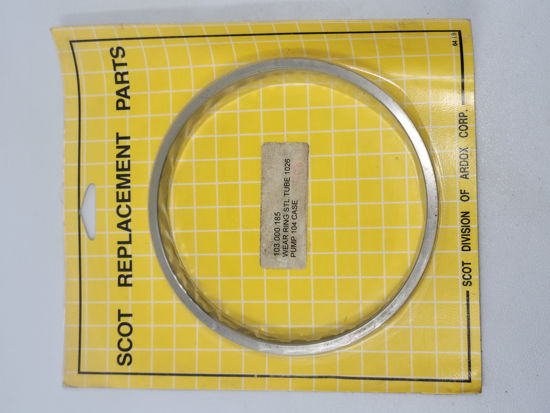 SCOT REPLACEMENT PARTS
103.000.185
WEAR RING STL TUBE 1026
PUMP 104 CASE
SCOT DIVISION OF ARDOX CORP.